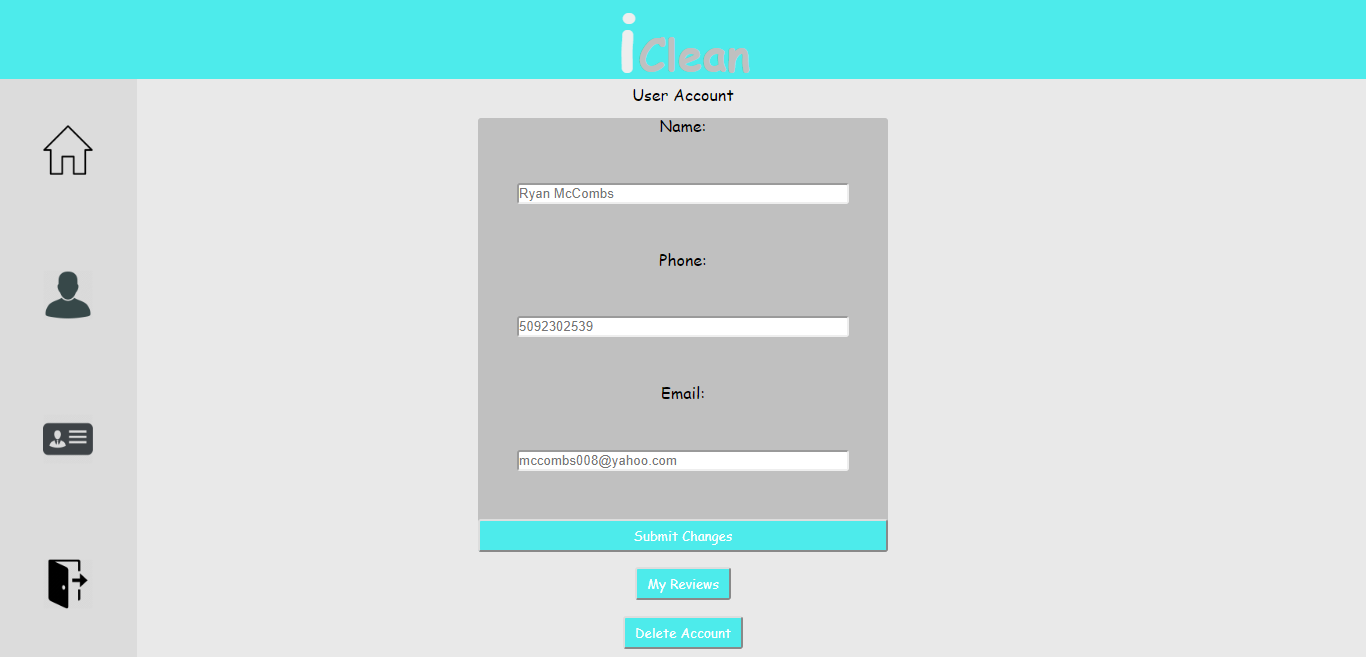 iClean
User Account
Name:
Ryan McCombs
Phone:
5092302539
Email:
mccombs008@yahoo.com
Submit Changes
My Reviews
Delete Account